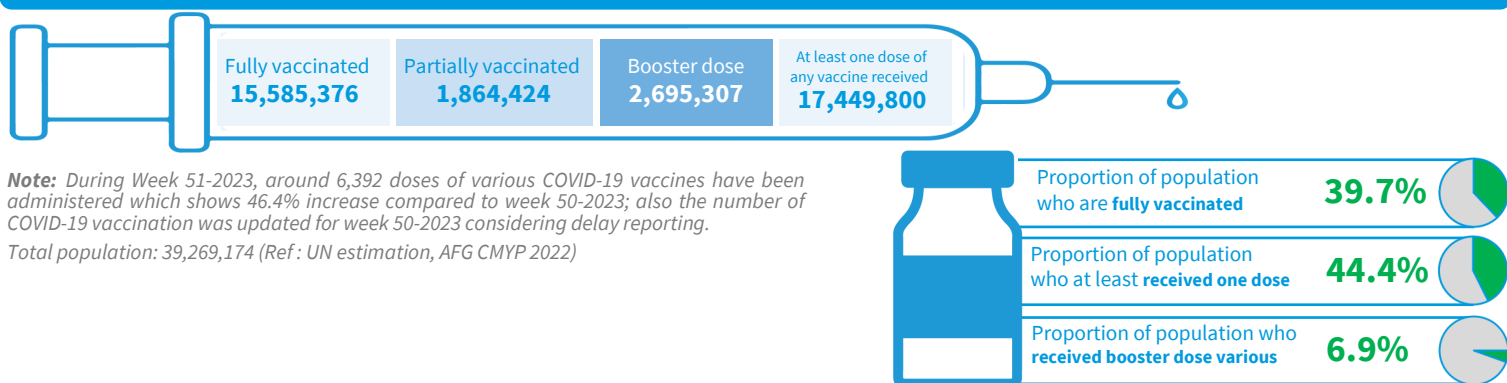 Fully vaccinated
15,585,376
Partially vaccinated
1,864,424
Booster dose
2,695,307
At least one dose of
any vaccine received
17,449,800
Note: During Week 51-2023, around 6,392 doses of various COVID-19 vaccines have been
administered which shows 46.4% increase compared to week 50-2023; also the number of
COVID-19 vaccination was updated for week 50-2023 considering delay reporting.
Total population: 39,269,174 (Ref : UN estimation, AFG CMYP 2022)
Proportion of population
who are fully vaccinated
39.7%
Proportion of population
who at least received one dose
44.4%
Proportion of population who
received booster dose various
6.9%